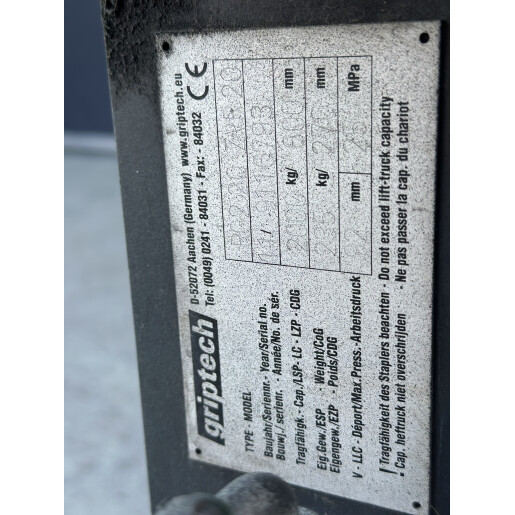 griptech
D-52072 Aachen (Germany) www.griptech.eu
Tel: (0049) 0241 - 84031 - Fax: - 84032 CE
TYPE - MODEL
Baujahr/Seriennr. - Year/Serial no.
Bouwj./ serienr. - Année/No. de sér.
Tragfähigk. - Cap./LSP - LC - LZP - CDG kg/ mm
Eig.Gew./ESP - Weight/CoG
Eigengew./EZP - Poids/CDG kg/ mm
V - LLC - Déport/Max.Press. - Arbeitsdruck mm MPa
! Tragfähigkeit des Staplers beachten - Do not exceed lift-truck capacity
• Cap. heftruck niet overschrijden - Ne pas passer la cap. du chariot